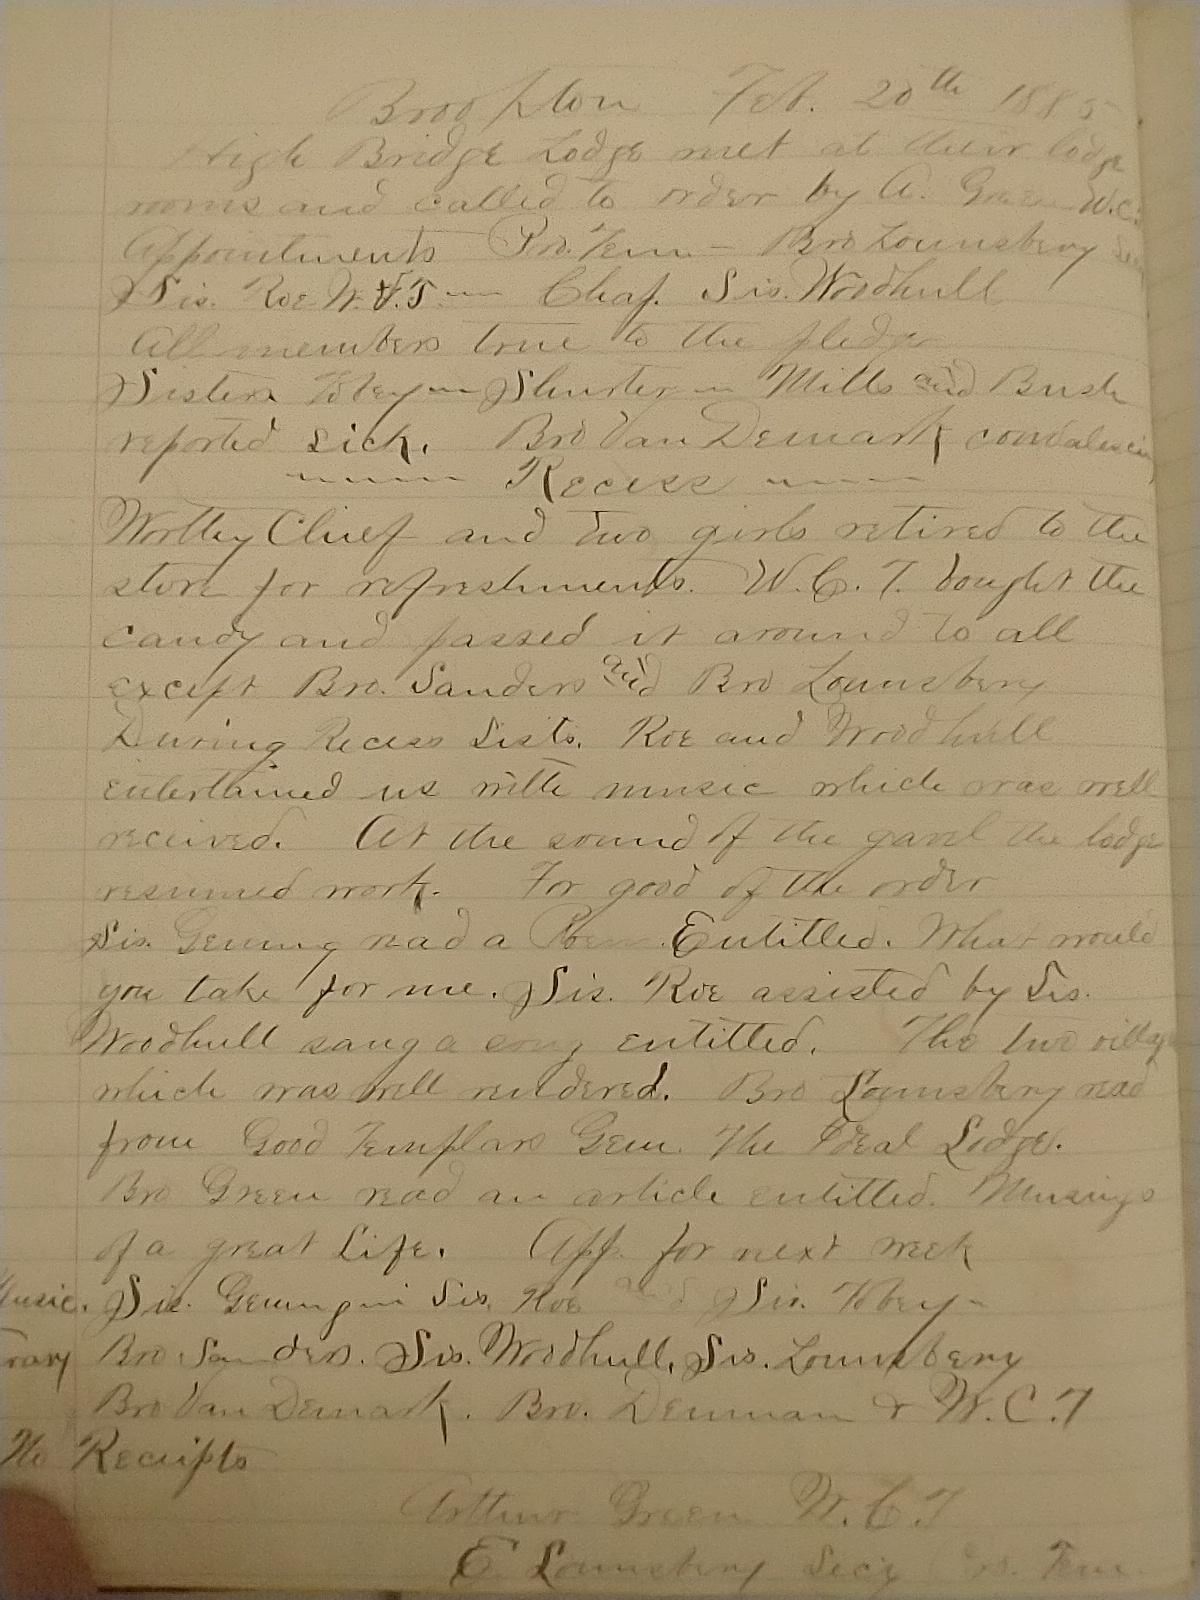 Brookton Feb. 20th 1885
High Bridge Lodge met at their lodge
rooms and called to order by A. Green W.C.
Appointments Pro. Tem — Bro Lounsbery Sec
Sis. Roe W.V.T. — Chap. Sis. Woodhull
All members true to the pledge
Sisters Tobey — Shurter — Mills and Bush
reported sick. Bro Van Demark convalescing
Recess
Worthy Chief and two girls retired to the
store for refreshments. W.C.T. bought the
candy and passed it around to all
except Bro. Sanders and Bro Lounsbery
During Recess Sists. Roe and Woodhull
entertained us with music which was well
received. At the sound of the gavel the lodge
resumed work. For good of the order
Sis. Genung read a Poem Entitled. What would
you take for me. Sis. Roe assisted by Sis.
Woodhull sang a song entitled. The two villages
which was well rendered. Bro Lounsbery read
from Good Templars Gem. The Ideal Lodge.
Bro Green read an article entitled. Musings
of a great Life. App. for next week
Music. Sis. Genung — Sis. Roe and Sis. Tobey —
rary Bro Sanders. Sis. Woodhull, Sis. Lounsbery
Bro Van Demark. Bro. Denman & W.C.T
No Receipts
Arthur Green W.C.T
E Lounsbery Secy Pro. Tem.